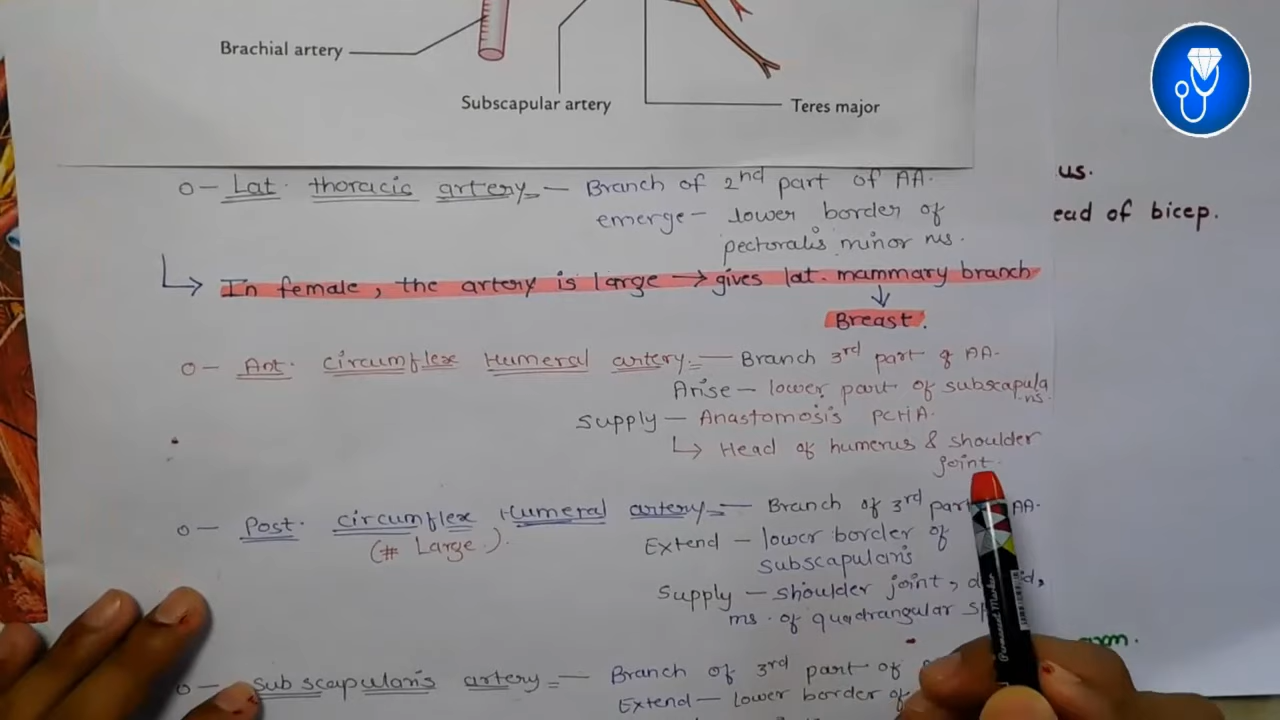 Brachial artery
Subscapular artery
Teres major
us.
ead of bicep.
o- Lat. thoracic artery - Branch of 2nd part of AA.
emerge - lower border of
pectoralis minor ms.
↳ In female, the artery is large → gives lat. mammary branch
↓
Breast.
o- Ant. circumflex Humeral artery - Branch 3rd part of AA.
Arise - lower part of subscapula
ns.
Supply - Anastomosis PCHA.
↳ Head of humerus & shoulder
joint.
o- Post. circumflex Humeral artery - Branch of 3rd part AA.
(# Large.)
Extend - lower border of
subscapularis
Supply - shoulder joint,
ms. of quadrangular
o- Subscapularis artery - Branch of 3rd part of
Extend - lower border of
Permanent Marker